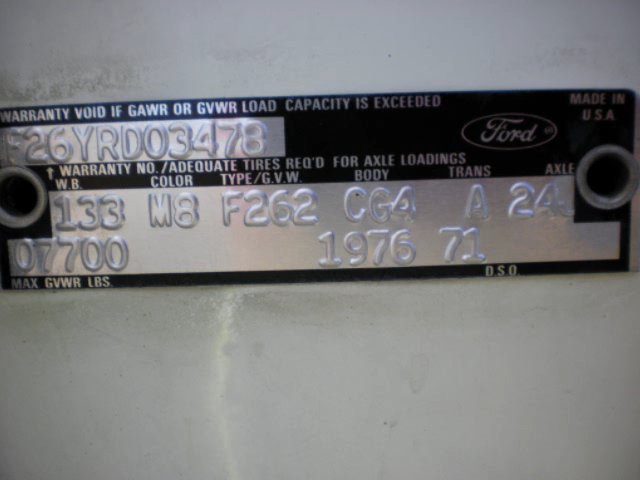 WARRANTY VOID IF GAWR OR GVWR LOAD CAPACITY IS EXCEEDED
MADE IN
U.S.A.
F26YRD03478
Ford
↑ WARRANTY NO./ADEQUATE TIRES REQ'D FOR AXLE LOADINGS
W.B. COLOR TYPE/G.V.W. BODY TRANS AXLE
133 M8 F262 CG4 A 24
07700 1976 71
MAX GVWR LBS. D.S.O.